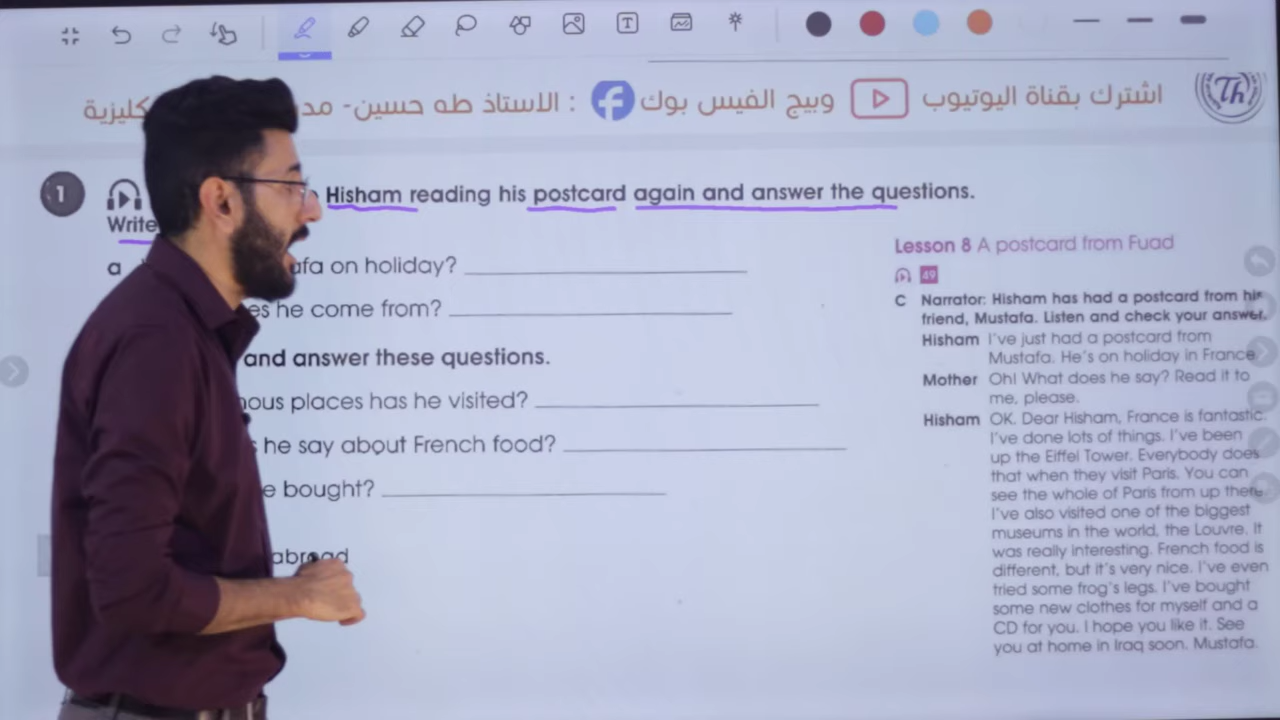 اشترك بقناة اليوتيوب وبيج الفيس بوك : الاستاذ طه حسين-
Th
1
Hisham reading his postcard again and answer the questions.
Write
a afa on holiday?
es he come from?
and answer these questions.
ous places has he visited?
he say about French food?
e bought?
abroad
Lesson 8 A postcard from Fuad
49
C Narrator: Hisham has had a postcard from his
friend, Mustafa. Listen and check your answer.
Hisham I've just had a postcard from
Mustafa. He's on holiday in France.
Mother Oh! What does he say? Read it to
me, please.
Hisham OK. Dear Hisham, France is fantastic.
I've done lots of things. I've been
up the Eiffel Tower. Everybody does
that when they visit Paris. You can
see the whole of Paris from up there.
I've also visited one of the biggest
museums in the world, the Louvre. It
was really interesting. French food is
different, but it's very nice. I've even
tried some frog's legs. I've bought
some new clothes for myself and a
CD for you. I hope you like it. See
you at home in Iraq soon. Mustafa.